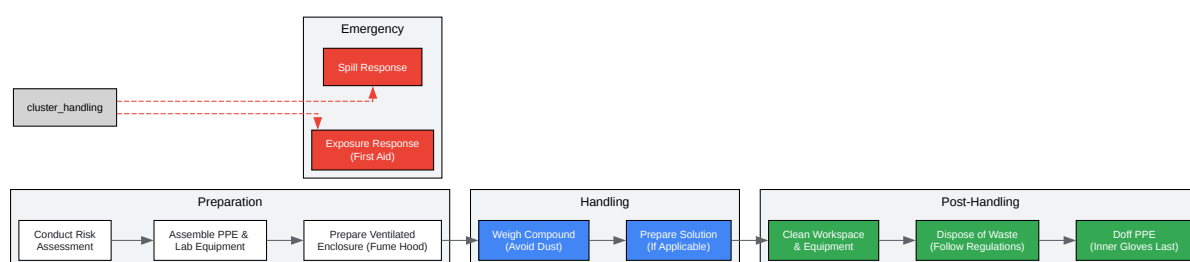 Emergency
Spill Response
cluster_handling
Exposure Response
(First Aid)
Preparation
Conduct Risk
Assessment
Assemble PPE &
Lab Equipment
Prepare Ventilated
Enclosure (Fume Hood)
Handling
Weigh Compound
(Avoid Dust)
Prepare Solution
(If Applicable)
Post-Handling
Clean Workspace
& Equipment
Dispose of Waste
(Follow Regulations)
Doff PPE
(Inner Gloves Last)